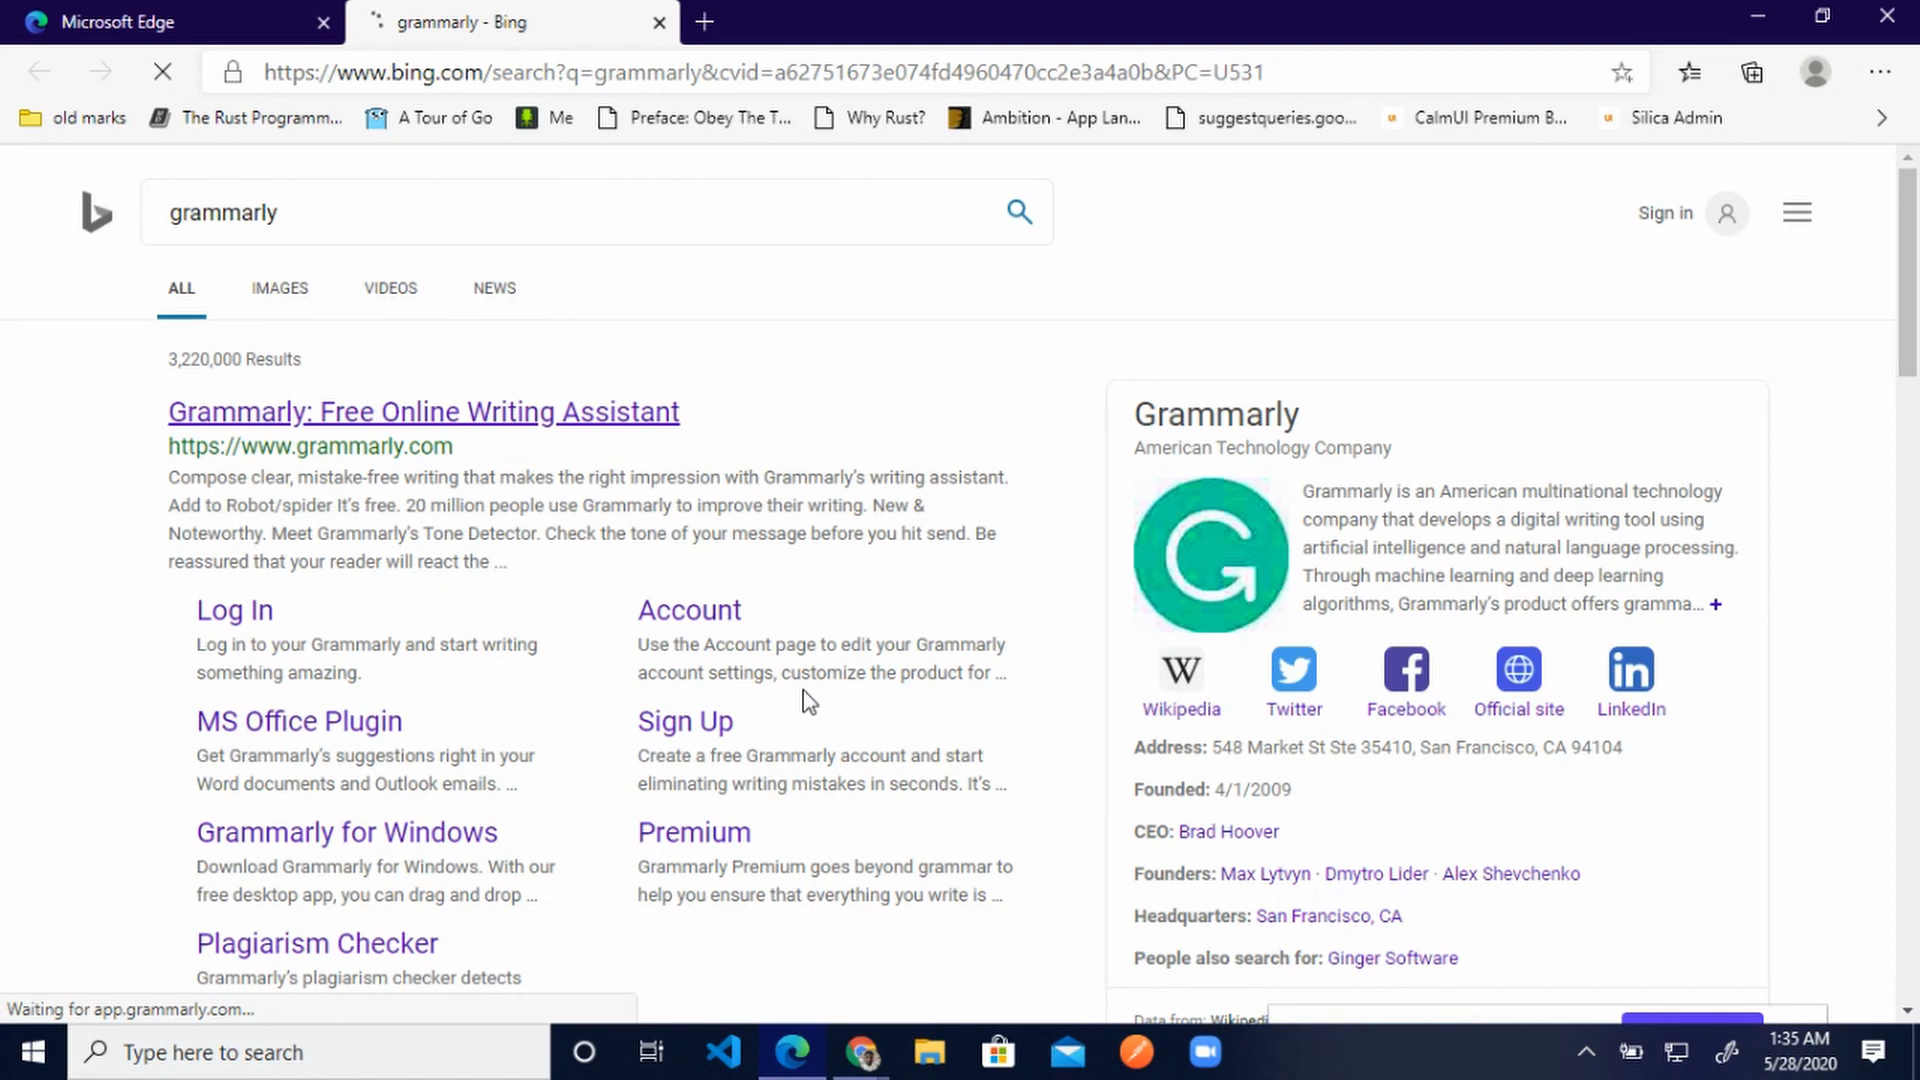 Microsoft Edge
grammarly - Bing
https://www.bing.com/search?q=grammarly&cvid=a62751673e074fd4960470cc2e3a4a0b&PC=U531
old marks
The Rust Programm...
A Tour of Go
Me
Preface: Obey The T...
Why Rust?
Ambition - App Lan...
suggestqueries.goo...
CalmUI Premium B...
Silica Admin
grammarly
Sign in
ALL
IMAGES
VIDEOS
NEWS
3,220,000 Results
Grammarly: Free Online Writing Assistant
https://www.grammarly.com
Compose clear, mistake-free writing that makes the right impression with Grammarly's writing assistant.
Add to Robot/spider It's free. 20 million people use Grammarly to improve their writing. New &
Noteworthy. Meet Grammarly's Tone Detector. Check the tone of your message before you hit send. Be
reassured that your reader will react the ...
Log In
Log in to your Grammarly and start writing
something amazing.
Account
Use the Account page to edit your Grammarly
account settings, customize the product for ...
MS Office Plugin
Get Grammarly's suggestions right in your
Word documents and Outlook emails. ...
Sign Up
Create a free Grammarly account and start
eliminating writing mistakes in seconds. It's ...
Grammarly for Windows
Download Grammarly for Windows. With our
free desktop app, you can drag and drop ...
Premium
Grammarly Premium goes beyond grammar to
help you ensure that everything you write is ...
Plagiarism Checker
Grammarly's plagiarism checker detects
Grammarly
American Technology Company
Grammarly is an American multinational technology
company that develops a digital writing tool using
artificial intelligence and natural language processing.
Through machine learning and deep learning
algorithms, Grammarly's product offers gramma... +
W
Wikipedia
Twitter
Facebook
Official site
in
LinkedIn
Address: 548 Market St Ste 35410, San Francisco, CA 94104
Founded: 4/1/2009
CEO: Brad Hoover
Founders: Max Lytvyn · Dmytro Lider · Alex Shevchenko
Headquarters: San Francisco, CA
People also search for: Ginger Software
Data from: Wikipedi
Waiting for app.grammarly.com...
Type here to search
1:35 AM
5/28/2020